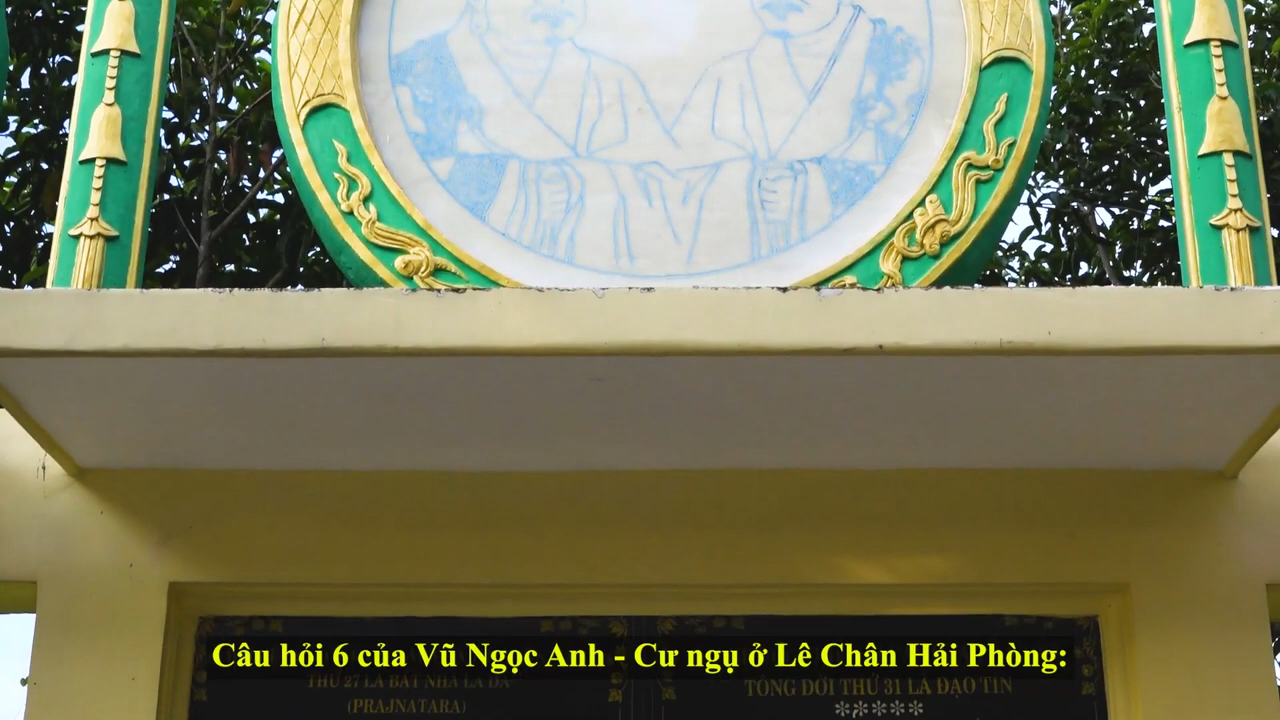 Câu hỏi 6 của Vũ Ngọc Anh - Cư ngụ ở Lê Chân Hải Phòng:
THỨ 27 LÀ BÁT NHÃ LA ĐA
(PRAJNATARA)
TÔNG ĐỜI THỨ 31 LÀ ĐẠO TÍN
*****